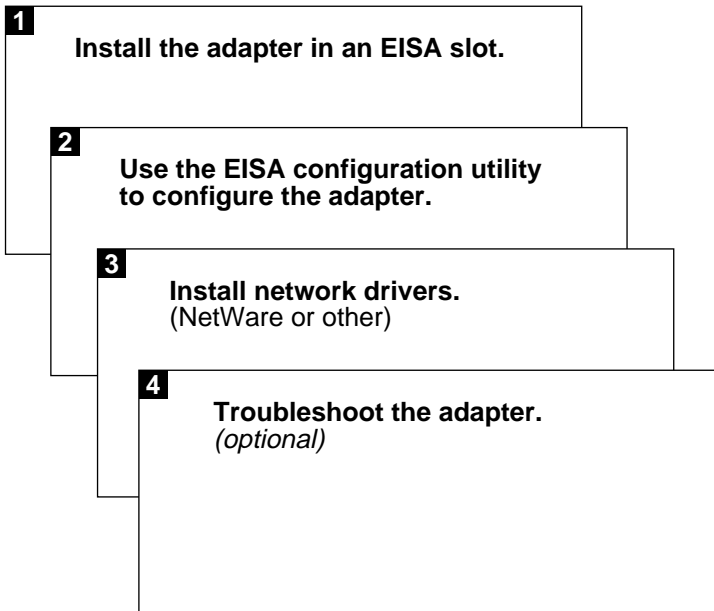 1
Install the adapter in an EISA slot.
2
Use the EISA configuration utility
to configure the adapter.
3
Install network drivers.
(NetWare or other)
4
Troubleshoot the adapter.
(optional)